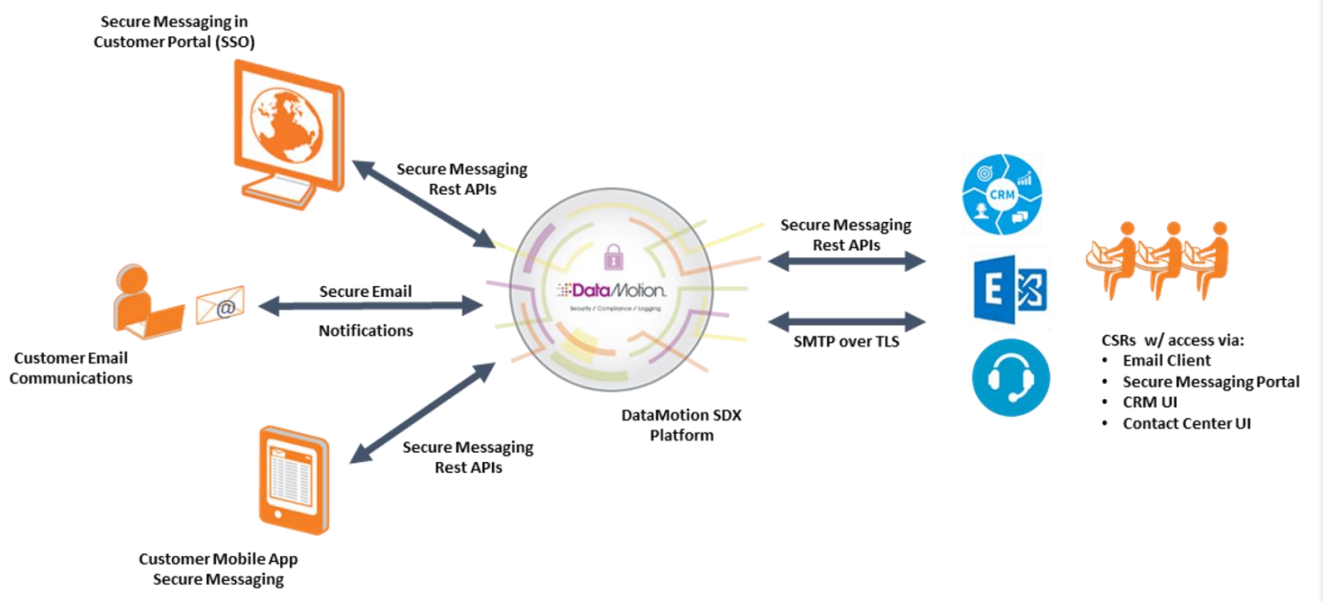 Secure Messaging in
Customer Portal (SSO)
Secure Messaging
Rest APIs
Secure Email
Notifications
@
Customer Email
Communications
Secure Messaging
Rest APIs
Customer Mobile App
Secure Messaging
DataMotion
Security / Compliance / Logging
DataMotion SDX
Platform
Secure Messaging
Rest APIs
SMTP over TLS
CRM
E
CSRs w/ access via:
• Email Client
• Secure Messaging Portal
• CRM UI
• Contact Center UI